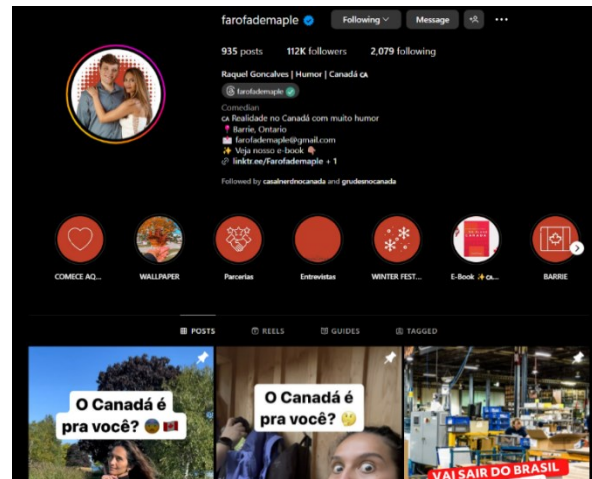 farofademaple Following Message
935 posts 112K followers 2,079 following
Raquel Goncalves | Humor | Canadá 🇨🇦
farofademaple
Comedian
🇨🇦 Realidade no Canadá com muito humor
📍 Barrie, Ontario
📩 farofademaple@gmail.com
✨ Veja nosso e-book 👇🏼
linktr.ee/Farofademaple + 1
Followed by casalnerdnocanada and grudesnocanada
COMECE AQ... WALLPAPER Parcerias Entrevistas WINTER FEST... E-Book ✨🇨🇦... BARRIE
POSTS REELS GUIDES TAGGED
O Canadá é
pra você? 
O Canadá é
pra você? 🤔
VAI SAIR DO BRASIL